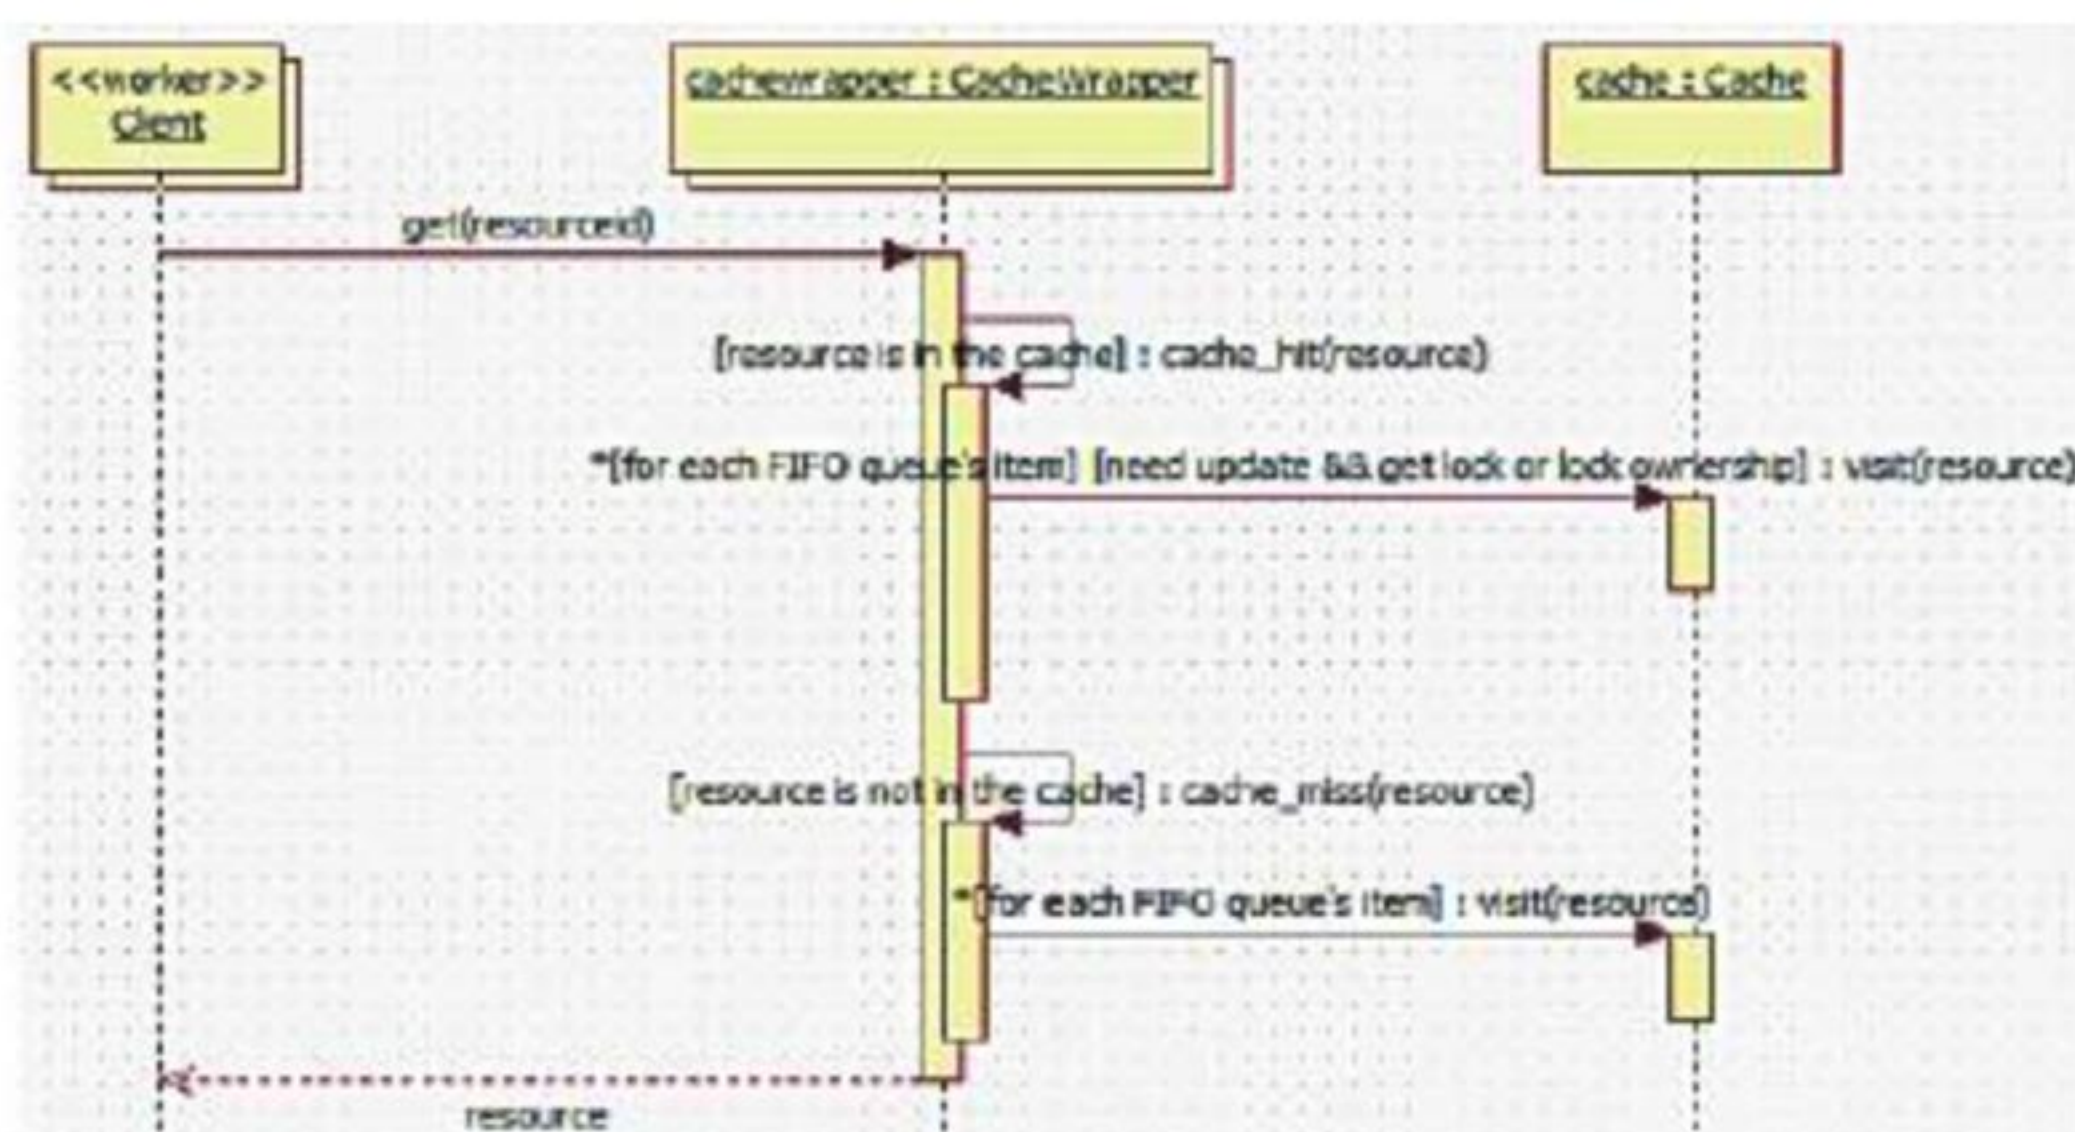 <<worker>>
Client
cachewrapper : CacheWrapper
cache : Cache
get(resourceid)
[resource is in the cache] : cache_hit(resource)
*[for each FIFO queue's item] [need update && get lock or lock ownership] : visit(resource)
[resource is not in the cache] : cache_miss(resource)
*[for each FIFO queue's item] : visit(resource)
resource